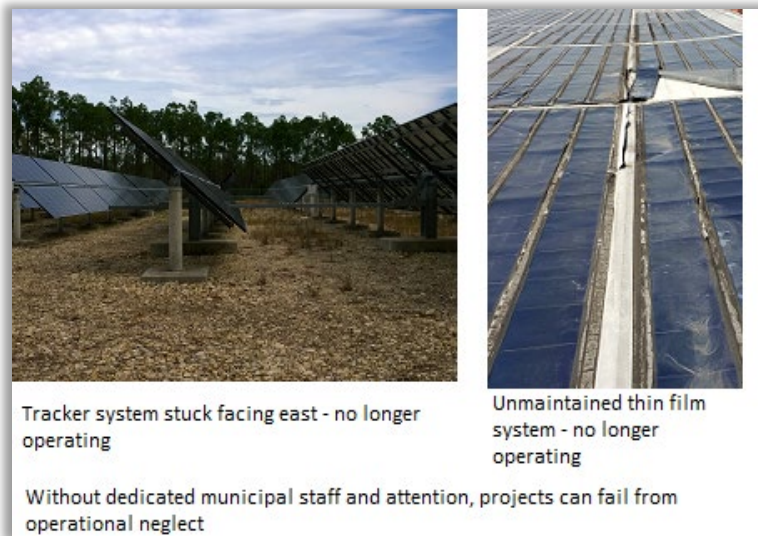 Tracker system stuck facing east - no longer
operating
Unmaintained thin film
system - no longer
operating
Without dedicated municipal staff and attention, projects can fail from
operational neglect